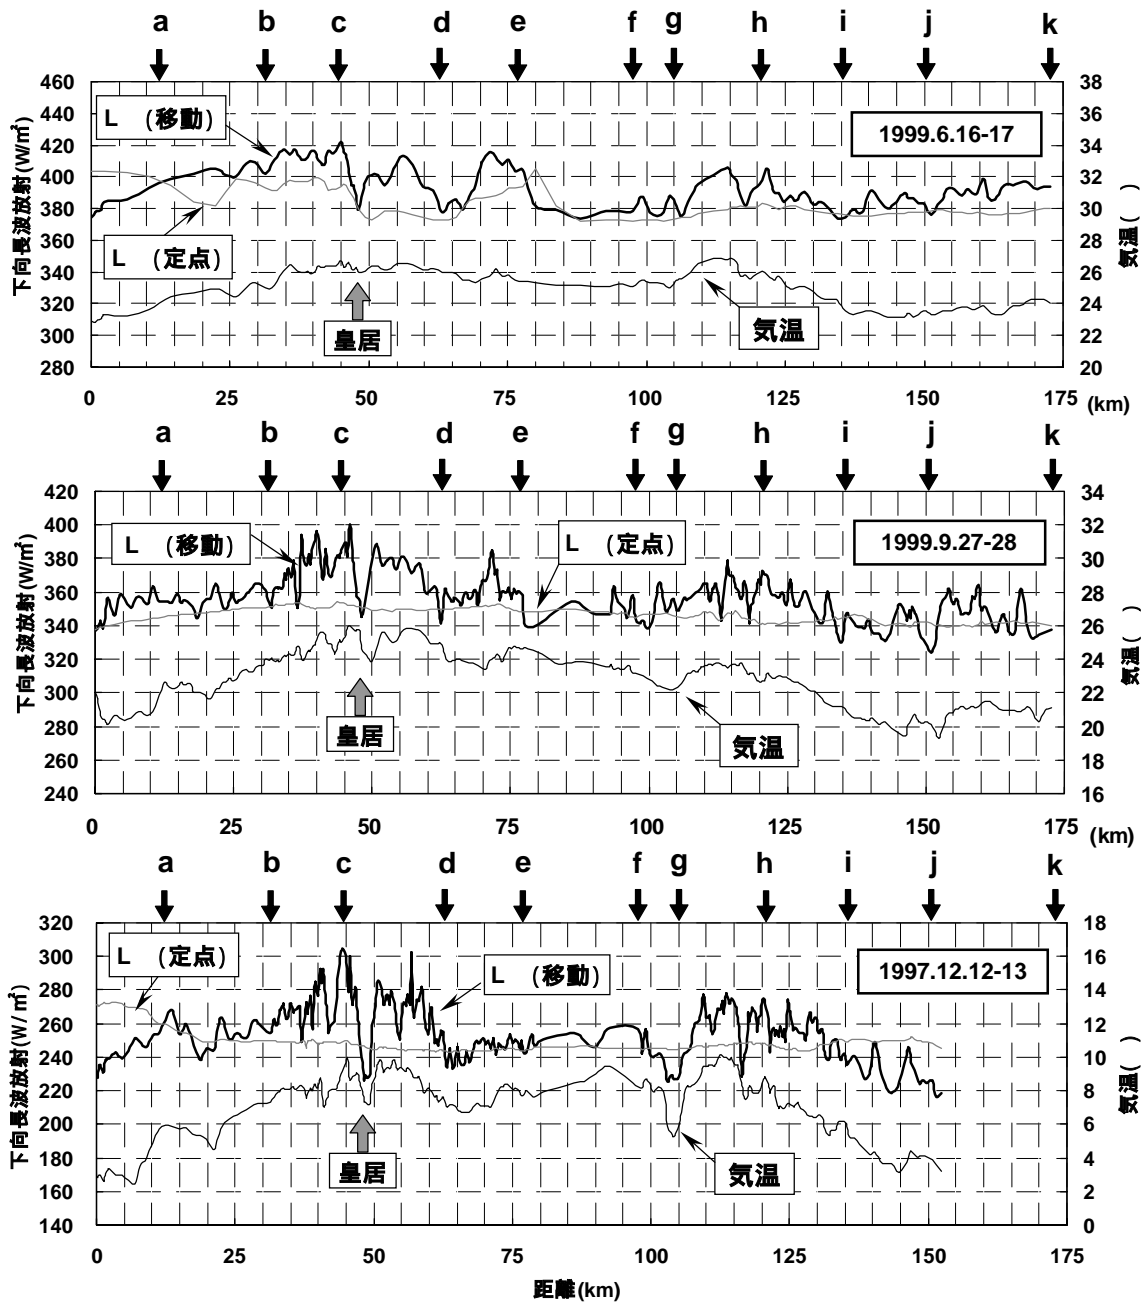 a b c d e f g h i j k
460 38
440 36
420 34
400 32
380 30
360 28
340 26
320 24
300 22
280 20
下向長波放射(W/㎡)
気温( )
L (移動)
L (定点)
1999.6.16-17
皇居
気温
0 25 50 75 100 125 150 175
(km)
a b c d e f g h i j k
420 34
400 32
380 30
360 28
340 26
320 24
300 22
280 20
260 18
240 16
下向長波放射(W/㎡)
気温( )
L (移動)
L (定点)
1999.9.27-28
皇居
気温
0 25 50 75 100 125 150 175
(km)
a b c d e f g h i j k
320 18
300 16
280 14
260 12
240 10
220 8
200 6
180 4
160 2
140 0
下向長波放射(W/㎡)
気温( )
L (定点)
L (移動)
1997.12.12-13
皇居
気温
0 25 50 75 100 125 150 175
距離(km)